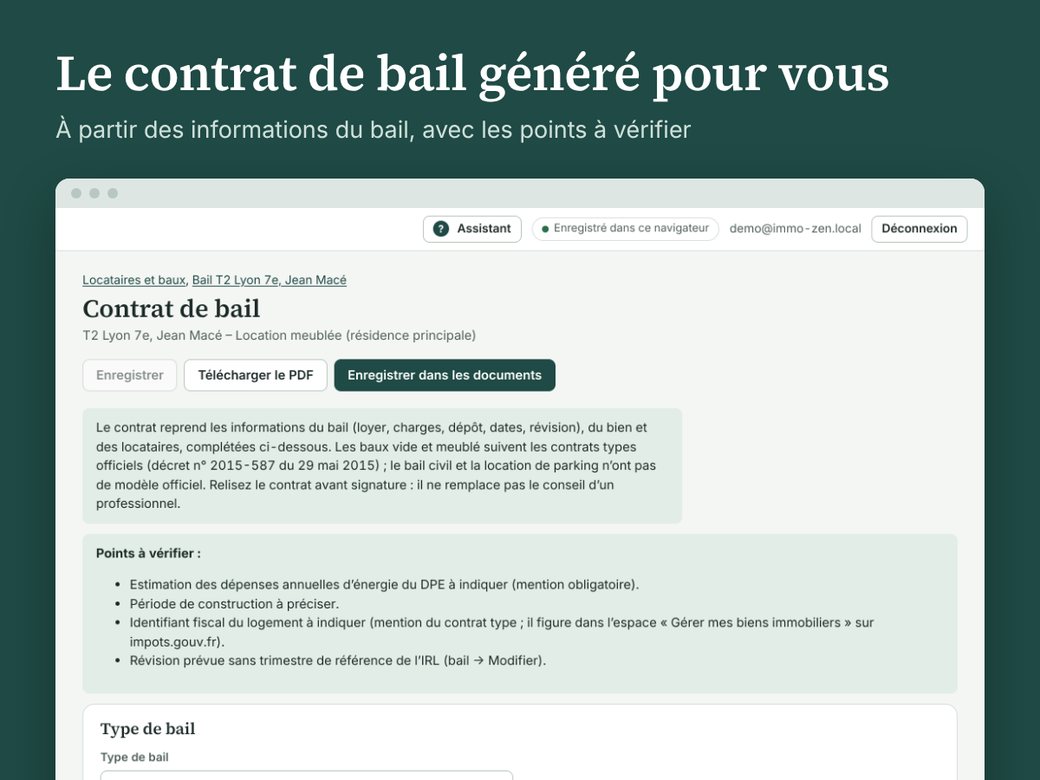 Le contrat de bail généré pour vous
À partir des informations du bail, avec les points à vérifier
? Assistant
Enregistré dans ce navigateur
demo@immo-zen.local
Déconnexion
Locataires et baux, Bail T2 Lyon 7e, Jean Macé
Contrat de bail
T2 Lyon 7e, Jean Macé – Location meublée (résidence principale)
Enregistrer
Télécharger le PDF
Enregistrer dans les documents
Le contrat reprend les informations du bail (loyer, charges, dépôt, dates, révision), du bien et
des locataires, complétées ci-dessous. Les baux vide et meublé suivent les contrats types
officiels (décret n° 2015-587 du 29 mai 2015) ; le bail civil et la location de parking n’ont pas
de modèle officiel. Relisez le contrat avant signature : il ne remplace pas le conseil d’un
professionnel.
Points à vérifier :
• Estimation des dépenses annuelles d’énergie du DPE à indiquer (mention obligatoire).
• Période de construction à préciser.
• Identifiant fiscal du logement à indiquer (mention du contrat type ; il figure dans l’espace « Gérer mes biens immobiliers » sur
impots.gouv.fr).
• Révision prévue sans trimestre de référence de l’IRL (bail → Modifier).
Type de bail
Type de bail